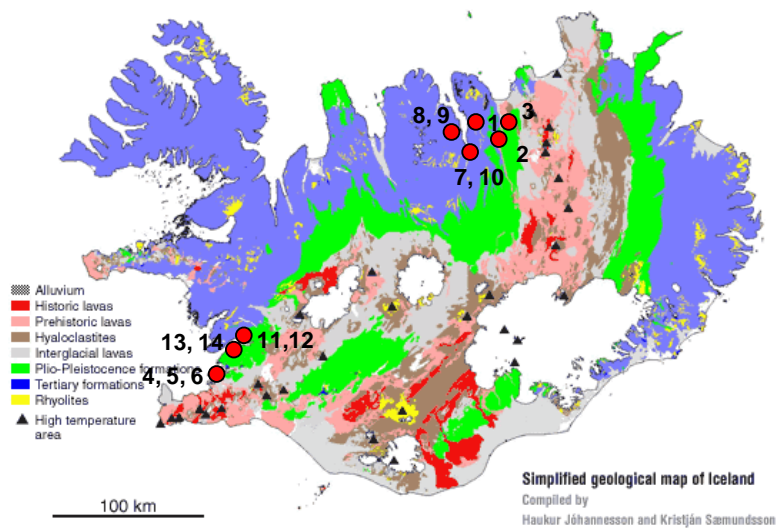 8, 9
1
3
2
7, 10
Alluvium
Historic lavas
Prehistoric lavas
Hyaloclastites
Interglacial lavas
Plio-Pleistocence formations
Tertiary formations
Rhyolites
High temperature
area
13, 14
11,12
4, 5, 6
100 km
Simplified geological map of Iceland
Compiled by
Haukur Jóhannesson and Kristján Sæmundsson